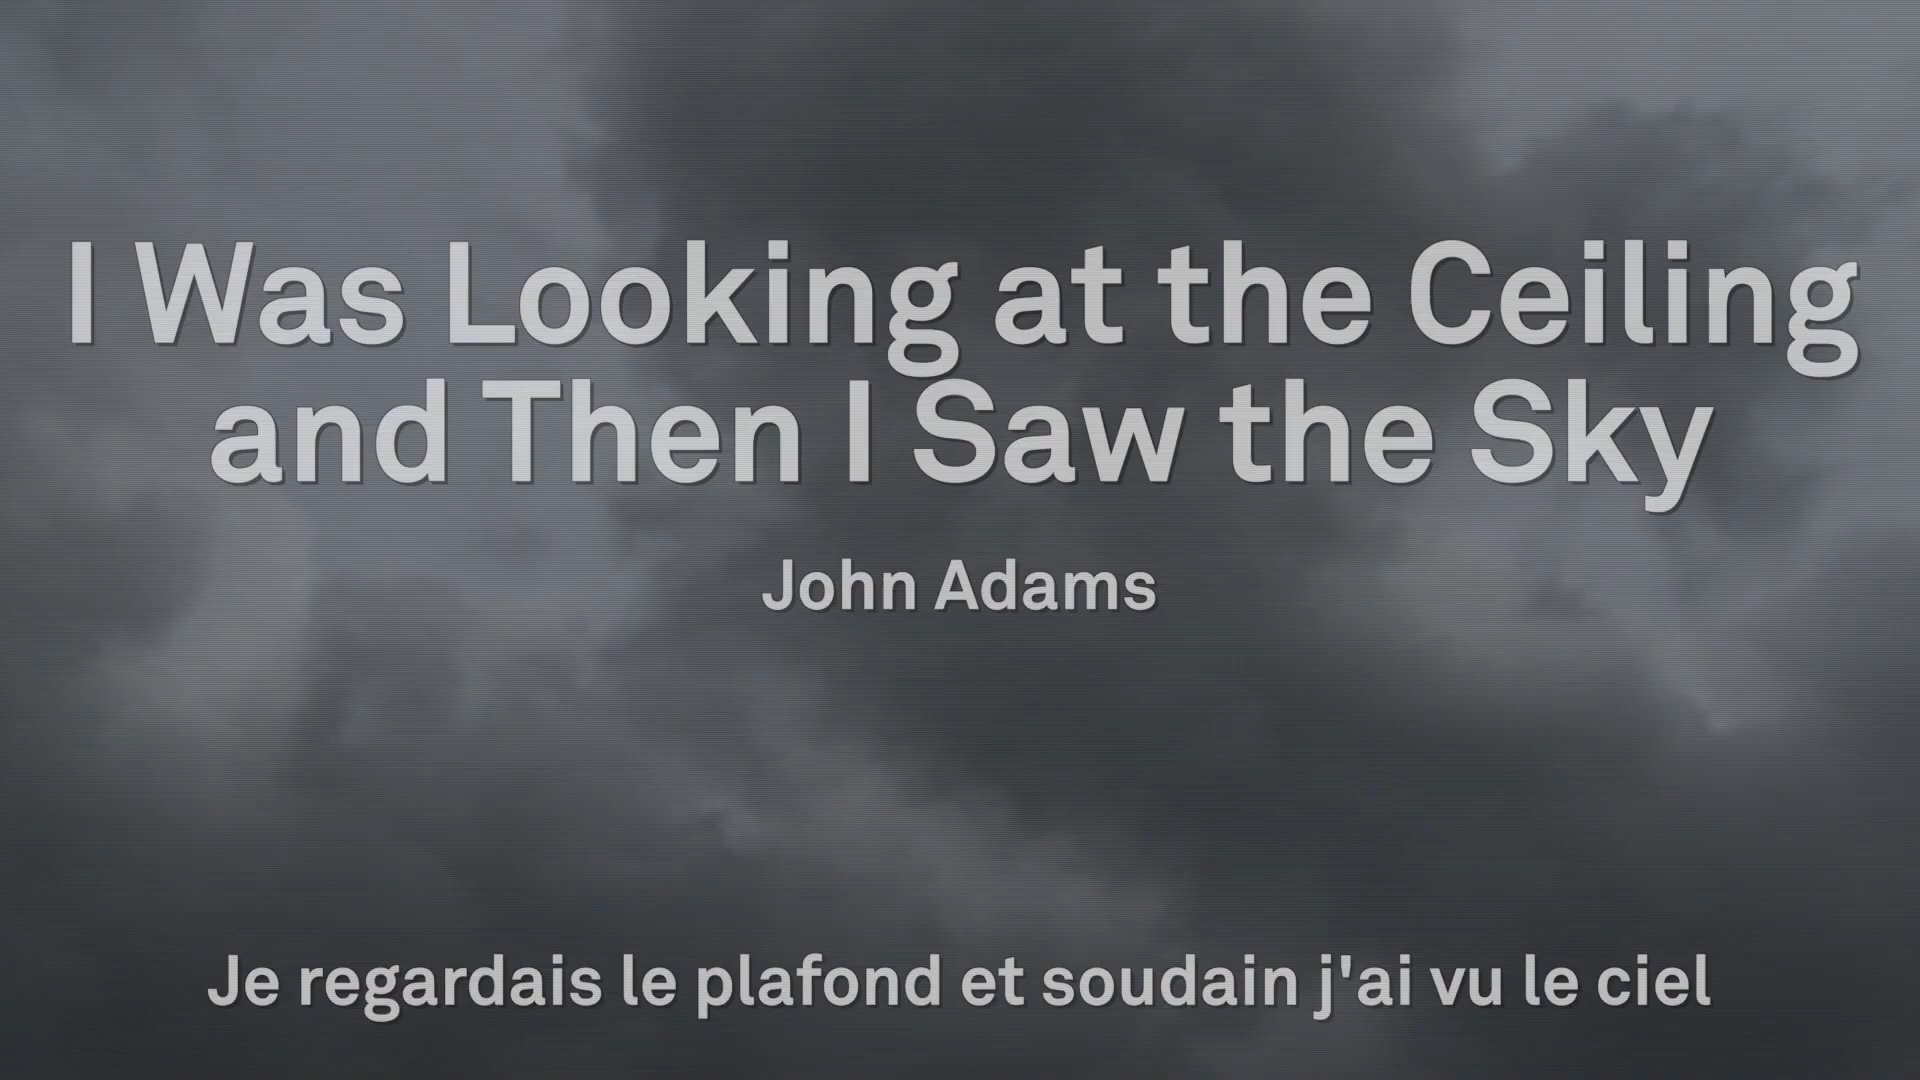 I Was Looking at the Ceiling
and Then I Saw the Sky
John Adams
Je regardais le plafond et soudain j'ai vu le ciel